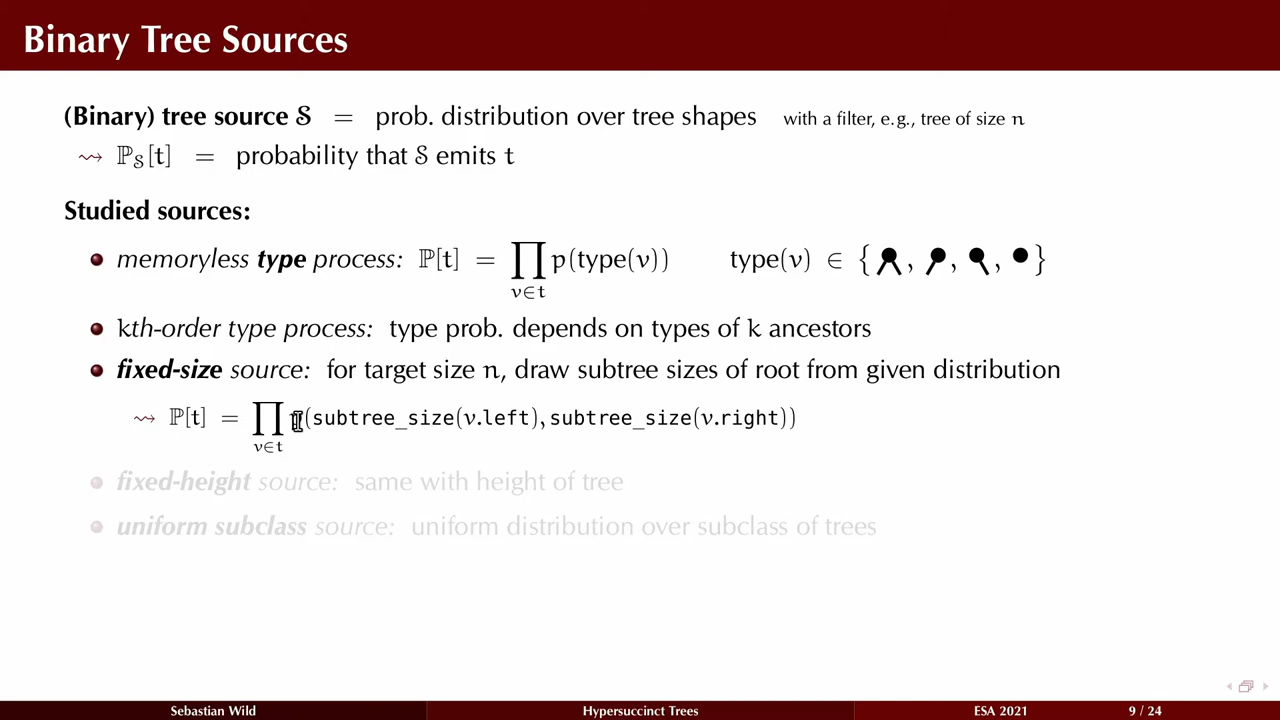 Binary Tree Sources
(Binary) tree source 𝒮 = prob. distribution over tree shapes with a filter, e.g., tree of size n
⇝ ℙ_𝒮[t] = probability that 𝒮 emits t
Studied sources:
memoryless type process: ℙ[t] = ∏_{v∈t} p(type(v)) type(v) ∈ { , , , }
kth-order type process: type prob. depends on types of k ancestors
fixed-size source: for target size n, draw subtree sizes of root from given distribution
⇝ ℙ[t] = ∏_{v∈t} p(subtree_size(v.left), subtree_size(v.right))
fixed-height source: same with height of tree
uniform subclass source: uniform distribution over subclass of trees
Sebastian Wild Hypersuccinct Trees ESA 2021 9 / 24